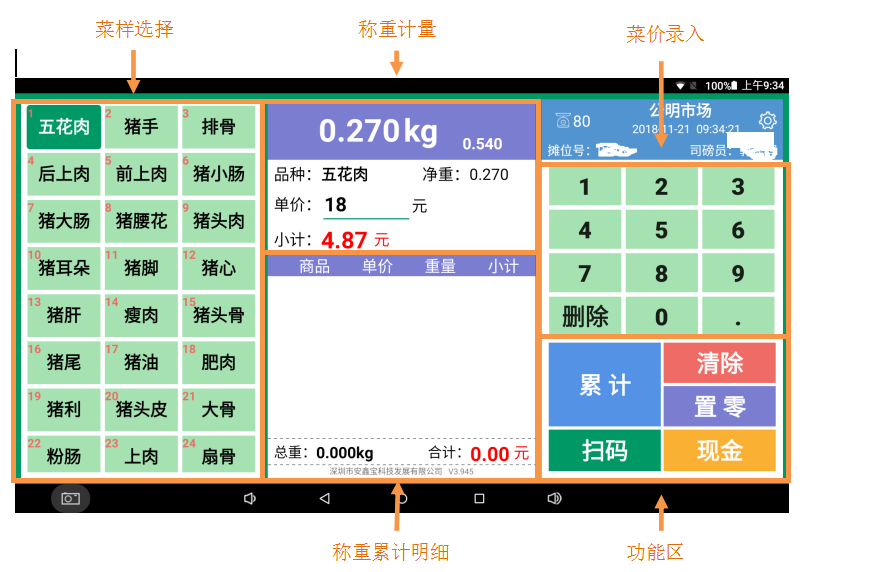 菜样选择
称重计量
菜价录入
100% 上午9:34
1 五花肉
2 猪手
3 排骨
4 后上肉
5 前上肉
6 猪小肠
7 猪大肠
8 猪腰花
9 猪头肉
10 猪耳朵
11 猪脚
12 猪心
13 猪肝
14 瘦肉
15 猪头骨
16 猪尾
17 猪油
18 肥肉
19 猪利
20 猪头皮
21 大骨
22 粉肠
23 上肉
24 扇骨
0.270kg 0.540
品种：五花肉 净重：0.270
单价：18 元
小计：4.87 元
商品 单价 重量 小计
总重：0.000kg 合计：0.00 元
深圳市安鑫宝科技发展有限公司 V3.945
80
公明市场
2018-11-21 09:34:21
摊位号：
司磅员：
1 2 3
4 5 6
7 8 9
删除 0 .
累计
清除
置零
扫码
现金
称重累计明细
功能区